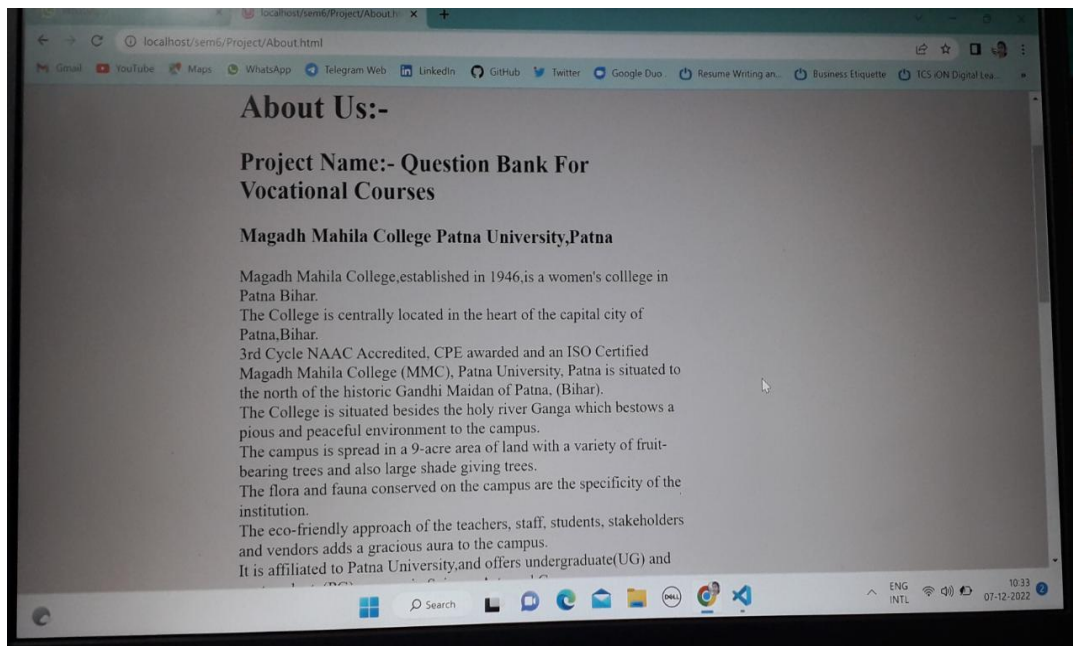 localhost/sem6/Project/About.h
localhost/sem6/Project/About.html
Gmail YouTube Maps WhatsApp Telegram Web LinkedIn GitHub Twitter Google Duo Resume Writing an... Business Etiquette TCS iON Digital Lea...
About Us:-
Project Name:- Question Bank For
Vocational Courses
Magadh Mahila College Patna University,Patna
Magadh Mahila College,established in 1946,is a women's colllege in
Patna Bihar.
The College is centrally located in the heart of the capital city of
Patna,Bihar.
3rd Cycle NAAC Accredited, CPE awarded and an ISO Certified
Magadh Mahila College (MMC), Patna University, Patna is situated to
the north of the historic Gandhi Maidan of Patna, (Bihar).
The College is situated besides the holy river Ganga which bestows a
pious and peaceful environment to the campus.
The campus is spread in a 9-acre area of land with a variety of fruit-
bearing trees and also large shade giving trees.
The flora and fauna conserved on the campus are the specificity of the
institution.
The eco-friendly approach of the teachers, staff, students, stakeholders
and vendors adds a gracious aura to the campus.
It is affiliated to Patna University,and offers undergraduate(UG) and
Search
DELL
ENG
INTL
10:33
07-12-2022
2